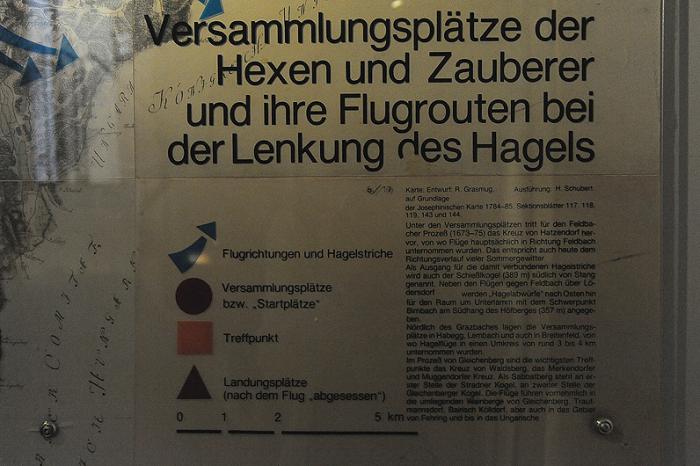 Versammlungsplätze der
Hexen und Zauberer
und ihre Flugrouten bei
der Lenkung des Hagels
Karte: Entwurf: R. Grasmug. Ausführung: H. Schubert.
auf Grundlage
der Josephinischen Karte 1784–85. Sektionsblätter 117. 118.
119. 143 und 144.
Unter den Versammlungsplätzen tritt für den Feldba-
cher Prozeß (1673–75) das Kreuz von Hatzendorf her-
vor, von wo Flüge hauptsächlich in Richtung Feldbach
unternommen wurden. Das entspricht auch heute dem
Richtungsverlauf vieler Sommergewitter
Als Ausgang für die damit verbundenen Hagelstriche
wird auch der Schießlkogel (389 m) südlich von Stang
genannt. Neben den Flügen gegen Feldbach über Lö-
dersdorf werden „Hagelabwürfe" nach Osten hin
für den Raum um Unterlamm mit dem Schwerpunkt
Birnbach am Südhang des Höfberges (357 m) angege-
ben.
Nördlich des Grazbaches lagen die Versammlungs-
plätze in Habegg, Lembach und auch in Breitenfeld, von
wo Hagelflüge in einen Umkreis von rund 3 bis 4 km
unternommen wurden.
Im Prozeß von Gleichenberg sind die wichtigsten Treff-
punkte das Kreuz von Waldsberg, das Merkendorfer
und Muggendorfer Kreuz. Als Sabbatberg steht an er-
ster Stelle der Stradner Kogel, an zweiter Stelle der
Gleichenberger Kogel. Die Flüge führen vornehmlich in
die umliegenden Weinberge von Gleichenberg, Traut-
mannsdorf, Bairisch Kölldorf, aber auch in das Gebiet
von Fehring und bis in das Ungarische
Flugrichtungen und Hagelstriche
Versammlungsplätze
bzw. „Startplätze"
Treffpunkt
Landungsplätze
(nach dem Flug „abgesessen")
0 1 2 5 km